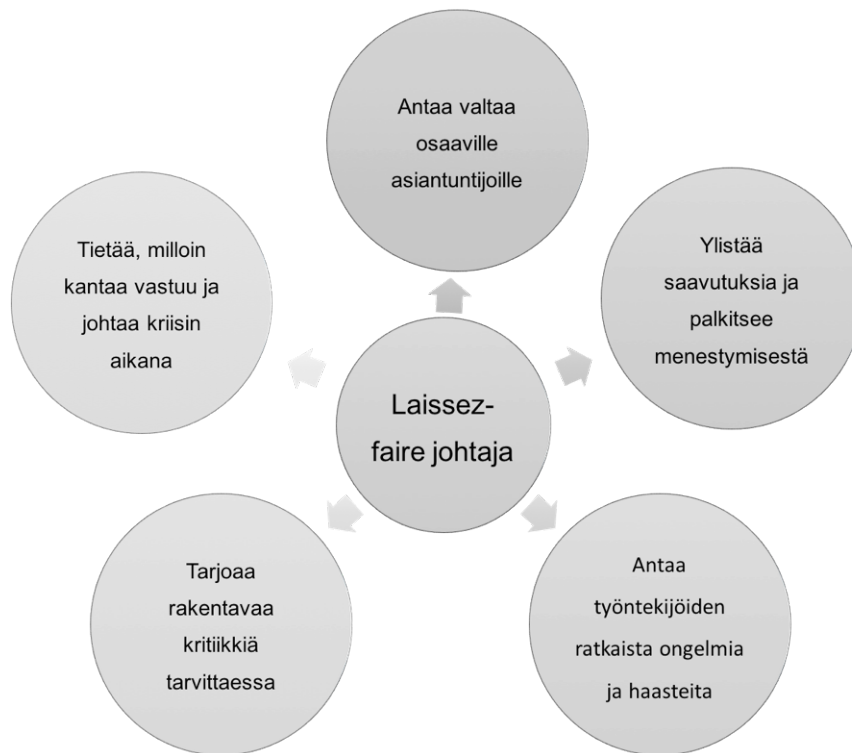 Antaa valtaa
osaaville
asiantuntijoille
Ylistää
saavutuksia ja
palkitsee
menestymisestä
Antaa
työntekijöiden
ratkaista ongelmia
ja haasteita
Tarjoaa
rakentavaa
kritiikkiä
tarvittaessa
Tietää, milloin
kantaa vastuu ja
johtaa kriisin
aikana
Laissez-
faire johtaja